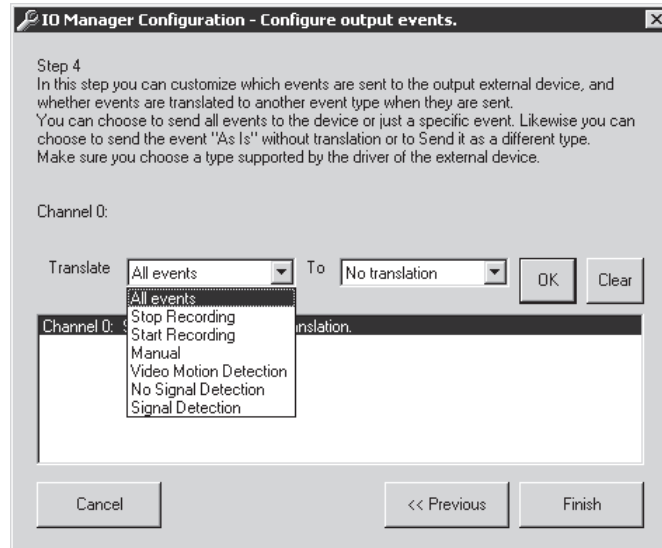 IO Manager Configuration - Configure output events.
Step 4
In this step you can customize which events are sent to the output external device, and
whether events are translated to another event type when they are sent.
You can choose to send all events to the device or just a specific event. Likewise you can
choose to send the event "As Is" without translation or to Send it as a different type.
Make sure you choose a type supported by the driver of the external device.
Channel 0:
Translate All events To No translation OK Clear
All events
Stop Recording
Start Recording
Manual
Video Motion Detection
No Signal Detection
Signal Detection
Channel 0: nslation.
Cancel << Previous Finish